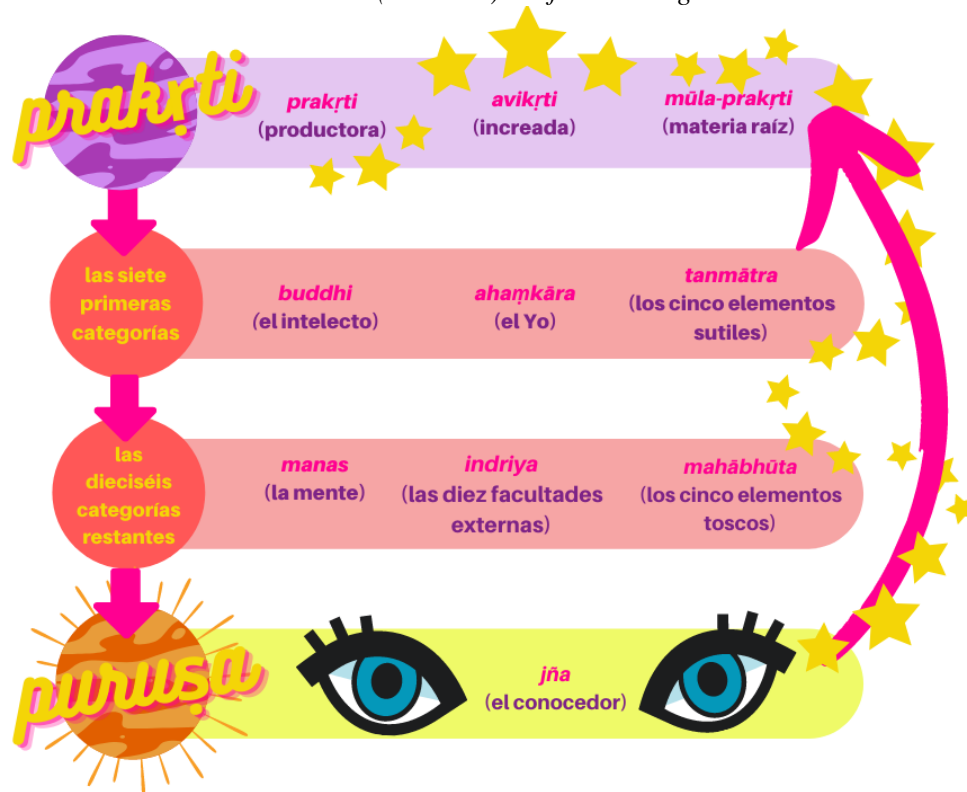 prakṛti
prakṛti
(productora)
avikṛti
(increada)
mūla-prakṛti
(materia raíz)
las siete
primeras
categorías
buddhi
(el intelecto)
ahaṃkāra
(el Yo)
tanmātra
(los cinco elementos
sutiles)
las
dieciséis
categorías
restantes
manas
(la mente)
indriya
(las diez facultades
externas)
mahābhūta
(los cinco elementos
toscos)
puruṣa
jña
(el conocedor)